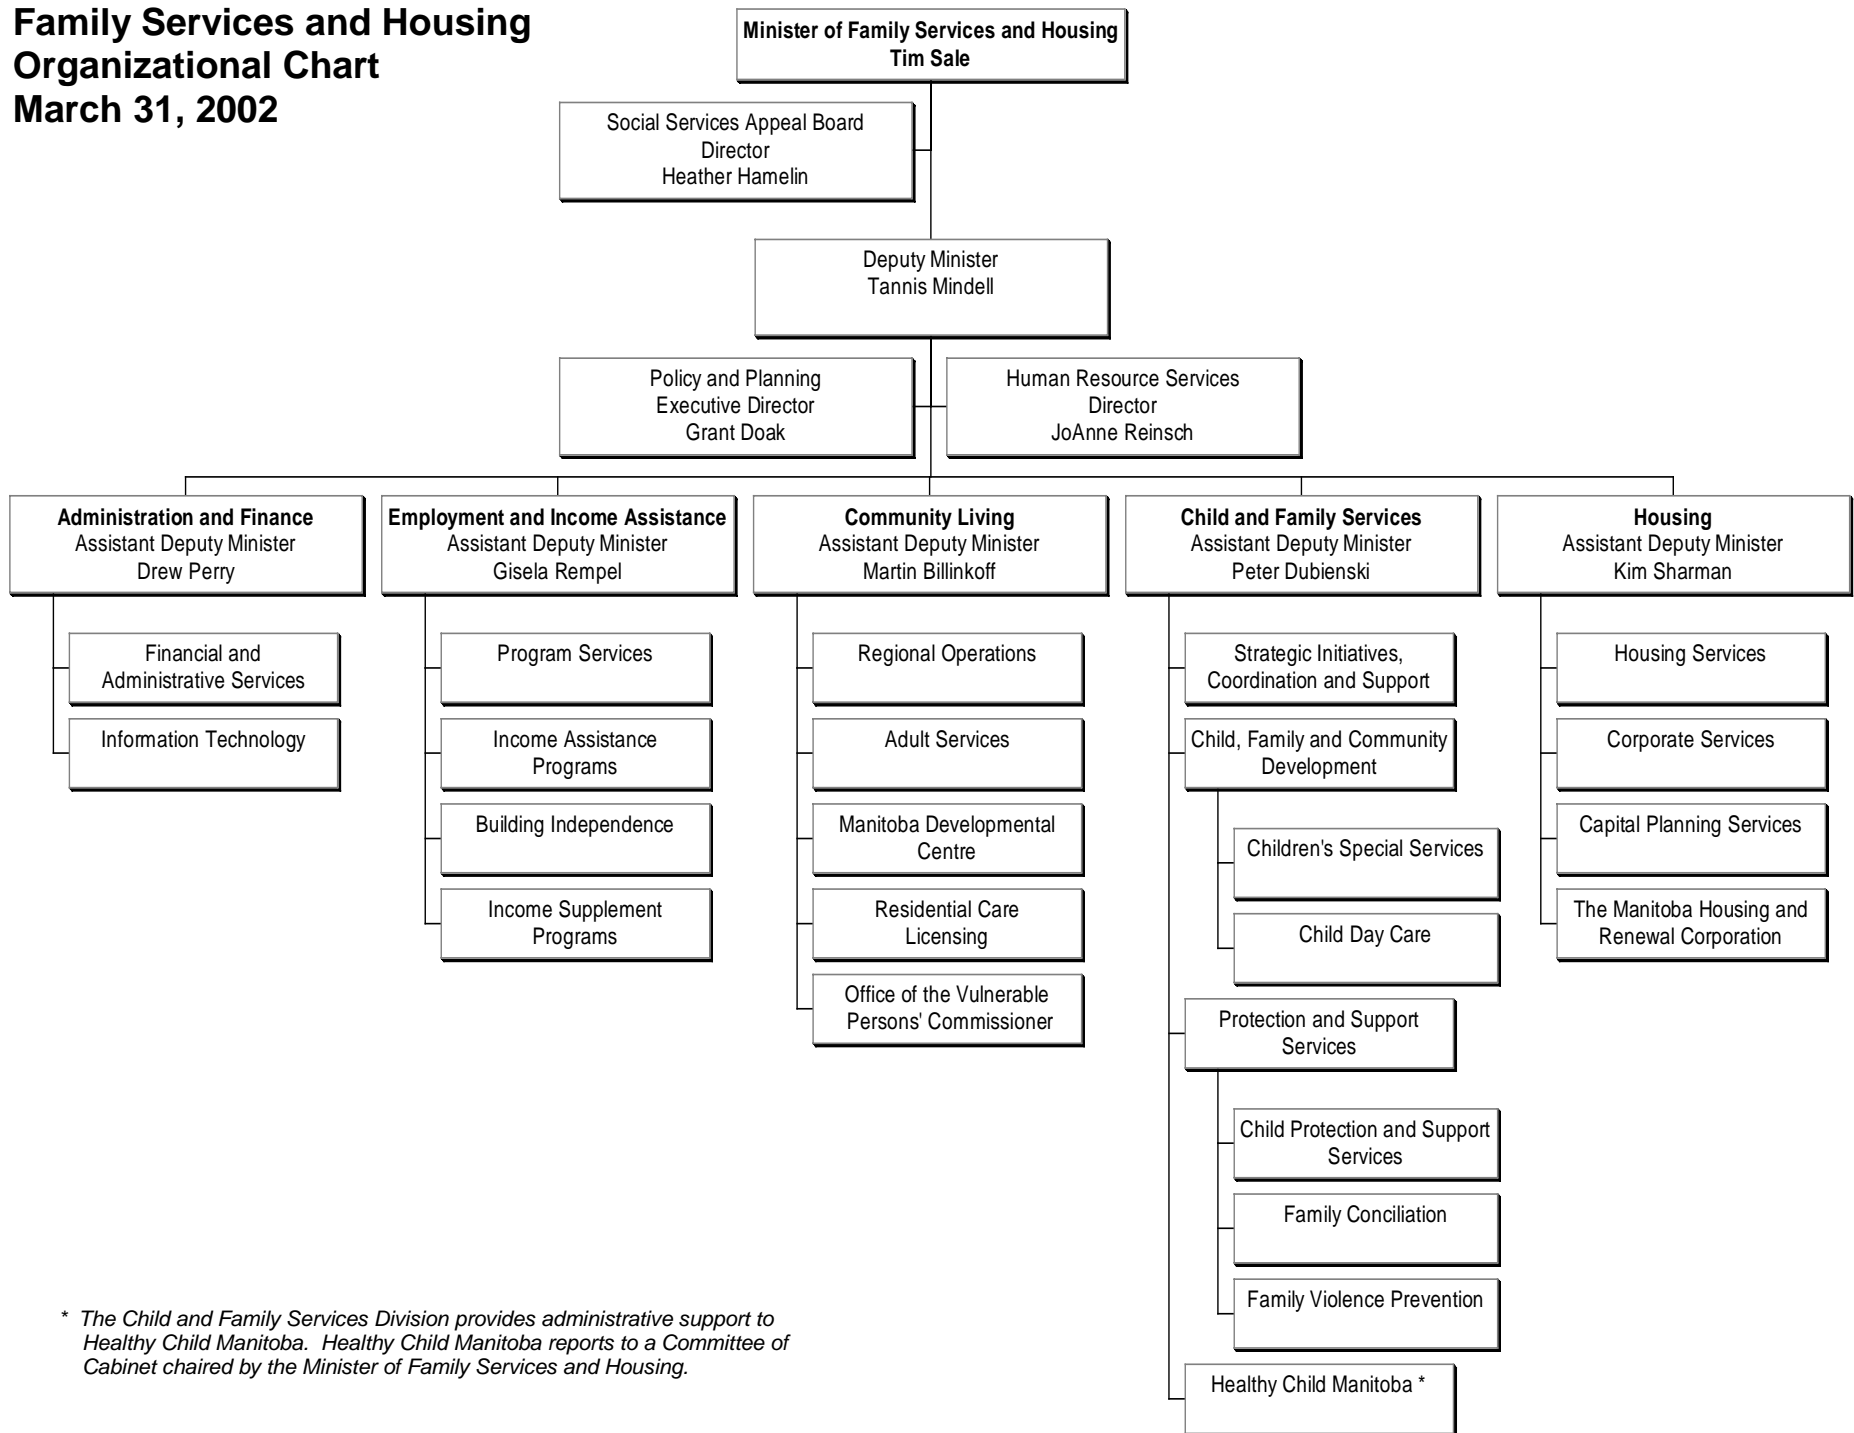 Family Services and Housing
Organizational Chart
March 31, 2002
Minister of Family Services and Housing
Tim Sale
Social Services Appeal Board
Director
Heather Hamelin
Deputy Minister
Tannis Mindell
Policy and Planning
Executive Director
Grant Doak
Human Resource Services
Director
JoAnne Reinsch
Administration and Finance
Assistant Deputy Minister
Drew Perry
Financial and
Administrative Services
Information Technology
Employment and Income Assistance
Assistant Deputy Minister
Gisela Rempel
Program Services
Income Assistance
Programs
Building Independence
Income Supplement
Programs
Community Living
Assistant Deputy Minister
Martin Billinkoff
Regional Operations
Adult Services
Manitoba Developmental
Centre
Residential Care
Licensing
Office of the Vulnerable
Persons' Commissioner
Child and Family Services
Assistant Deputy Minister
Peter Dubienski
Strategic Initiatives,
Coordination and Support
Child, Family and Community
Development
Children's Special Services
Child Day Care
Protection and Support
Services
Child Protection and Support
Services
Family Conciliation
Family Violence Prevention
Healthy Child Manitoba *
Housing
Assistant Deputy Minister
Kim Sharman
Housing Services
Corporate Services
Capital Planning Services
The Manitoba Housing and
Renewal Corporation
* The Child and Family Services Division provides administrative support to
Healthy Child Manitoba. Healthy Child Manitoba reports to a Committee of
Cabinet chaired by the Minister of Family Services and Housing.